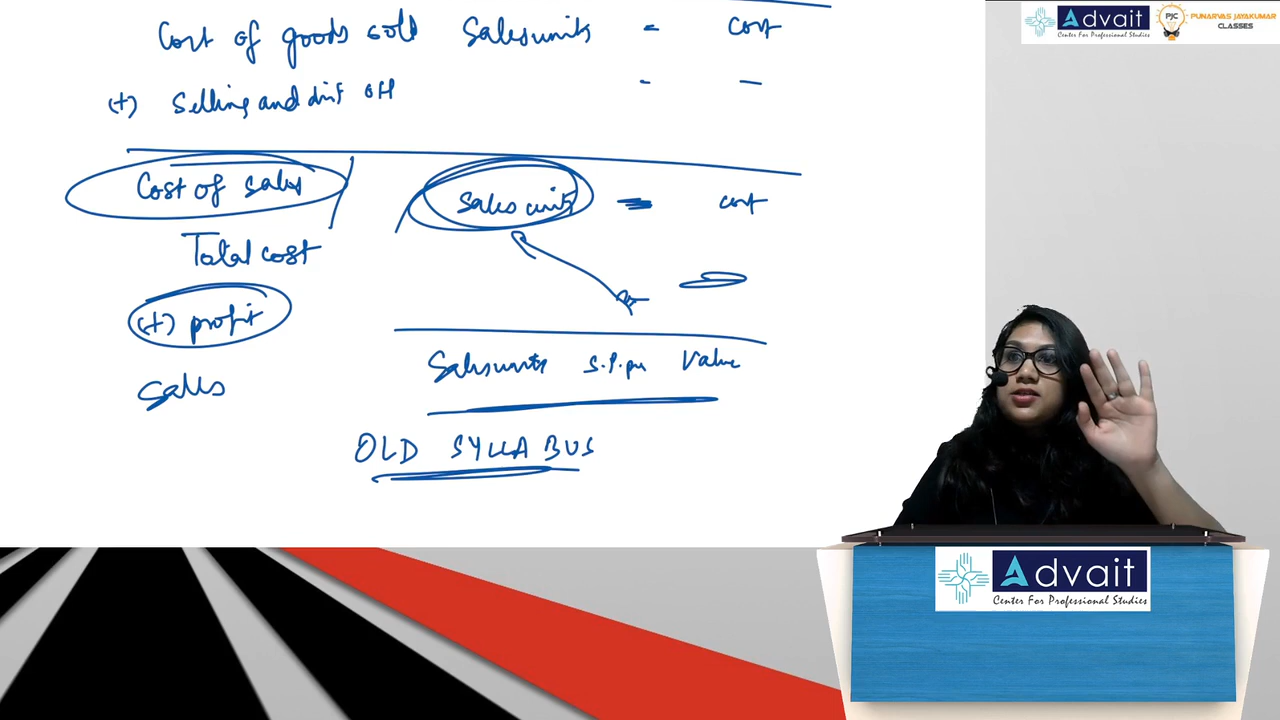 Advait
Center For Professional Studies
PJC
PUNARVAS JAYAKUMAR
CLASSES
Cost of goods sold Sales units - cost
(+) Selling and dist OH - -
Cost of sales Sales units cost
Total cost
(+) profit
Sales units S.P. pu Value
Sales
OLD SYLLABUS
Advait
Center For Professional Studies